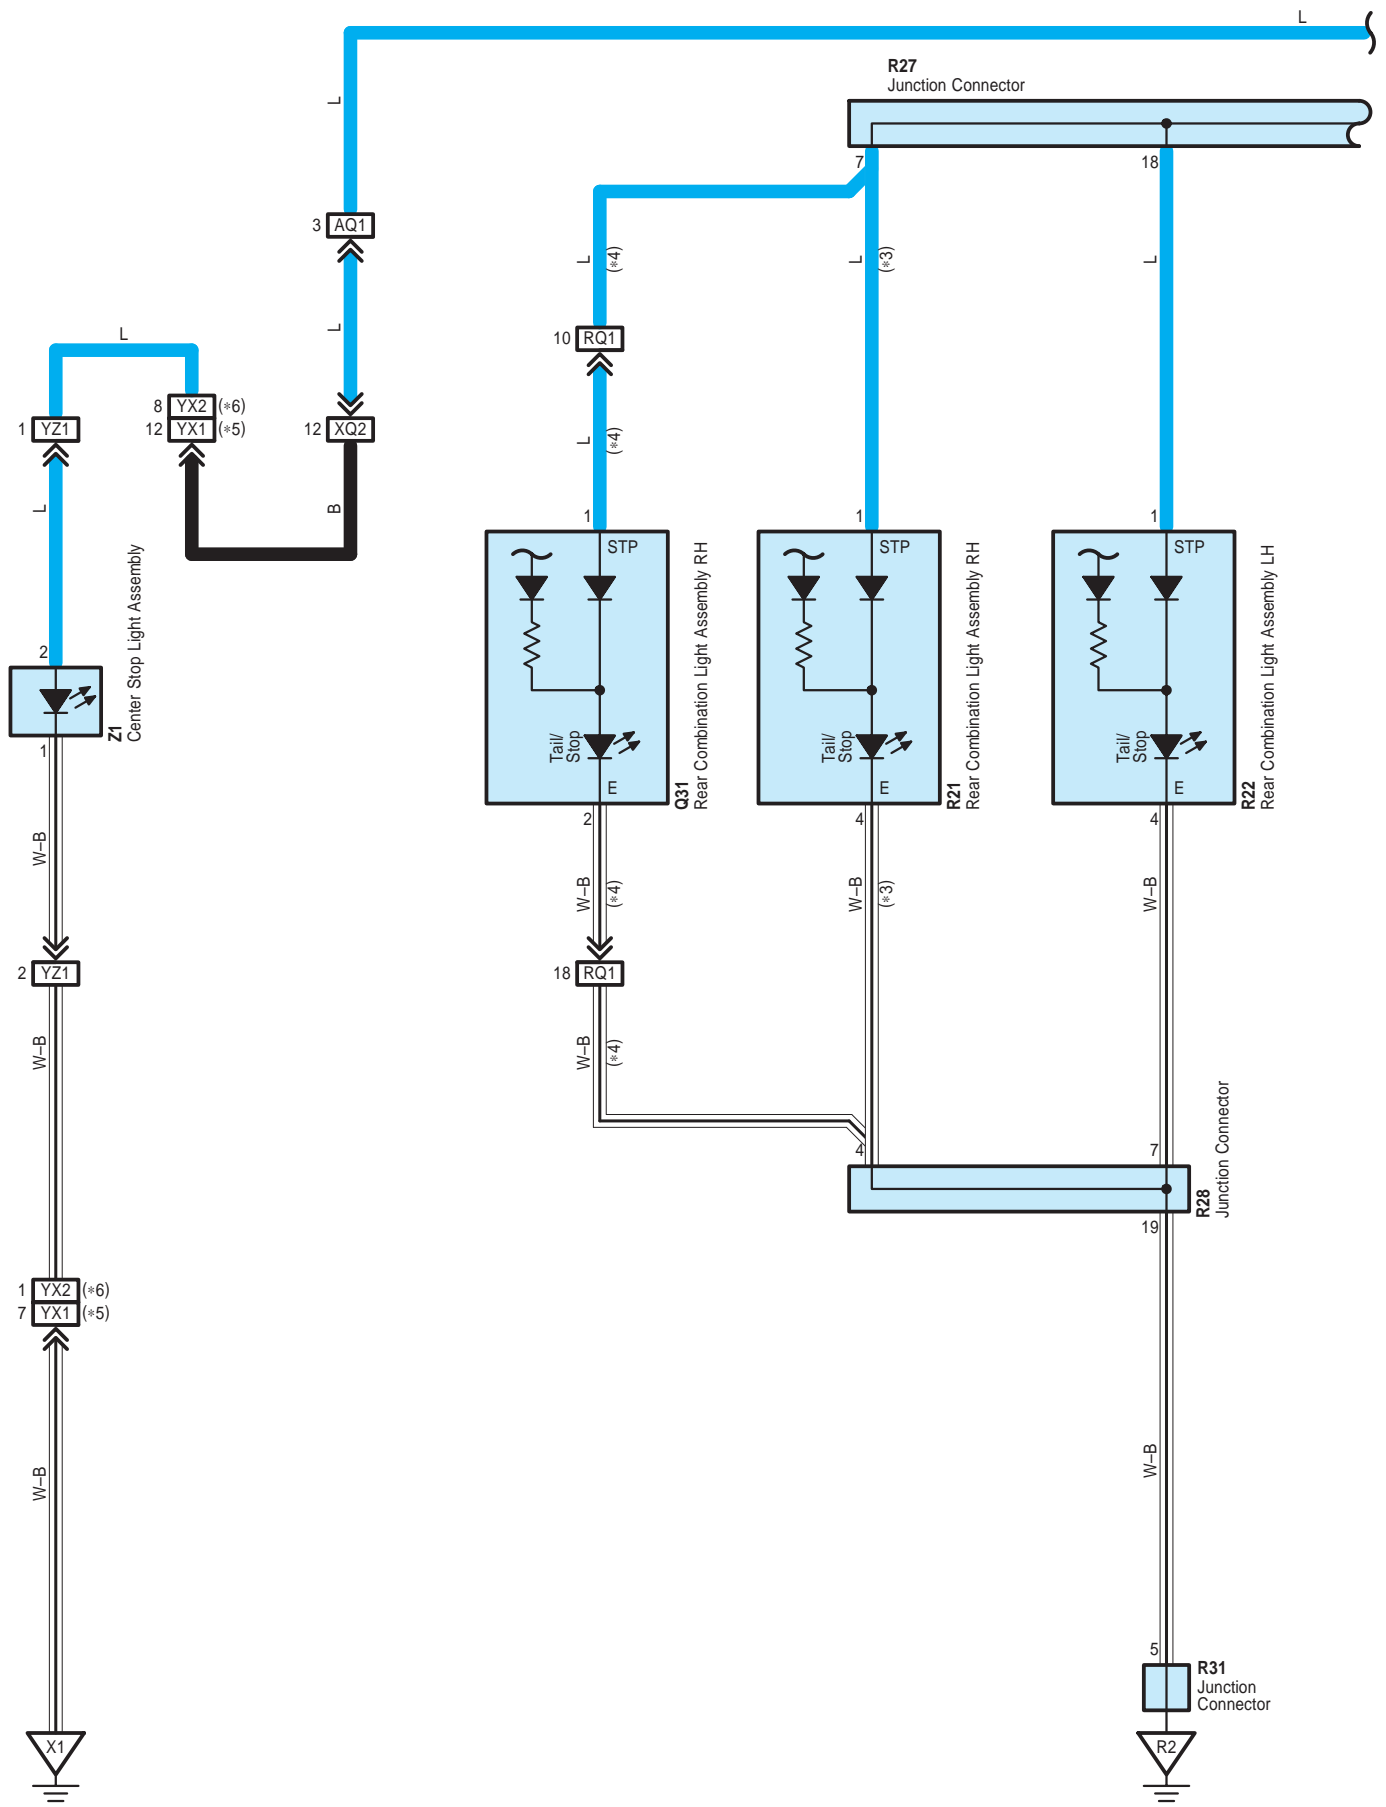 L
R27
Junction Connector
L
7
18
3 AQ1
L
(*4)
L
(*3)
L
L
L
10 RQ1
8 YX2 (*6)
1 YZ1
12 YX1 (*5)
12 XQ2
L
(*4)
L
B
1
1
1
STP
STP
STP
Center Stop Light Assembly
Z1
2
1
Tail/
Stop
E
Q31
Rear Combination Light Assembly RH
Tail/
Stop
E
R21
Rear Combination Light Assembly RH
Tail/
Stop
E
R22
Rear Combination Light Assembly LH
2
4
4
W–B
W–B
(*4)
W–B
(*3)
W–B
2 YZ1
18 RQ1
W–B
W–B
(*4)
4
7
R28
Junction Connector
19
1 YX2 (*6)
7 YX1 (*5)
W–B
W–B
5
R31
Junction
Connector
X1
R2